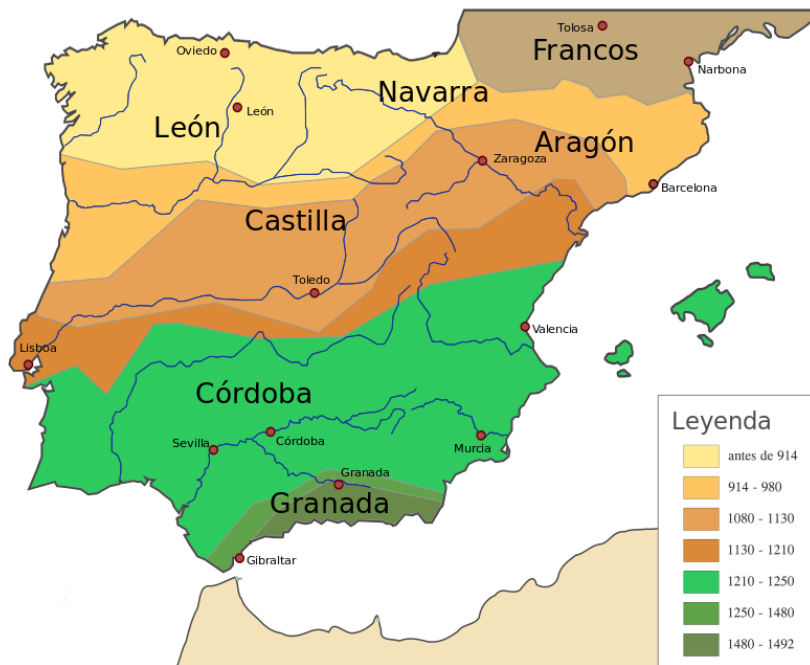 Tolosa
Francos
Oviedo
Narbona
Navarra
León
León
Aragón
Zaragoza
Barcelona
Castilla
Toledo
Valencia
Lisboa
Córdoba
Córdoba
Sevilla
Murcia
Granada
Granada
Gibraltar
Leyenda
antes de 914
914 - 980
1080 - 1130
1130 - 1210
1210 - 1250
1250 - 1480
1480 - 1492